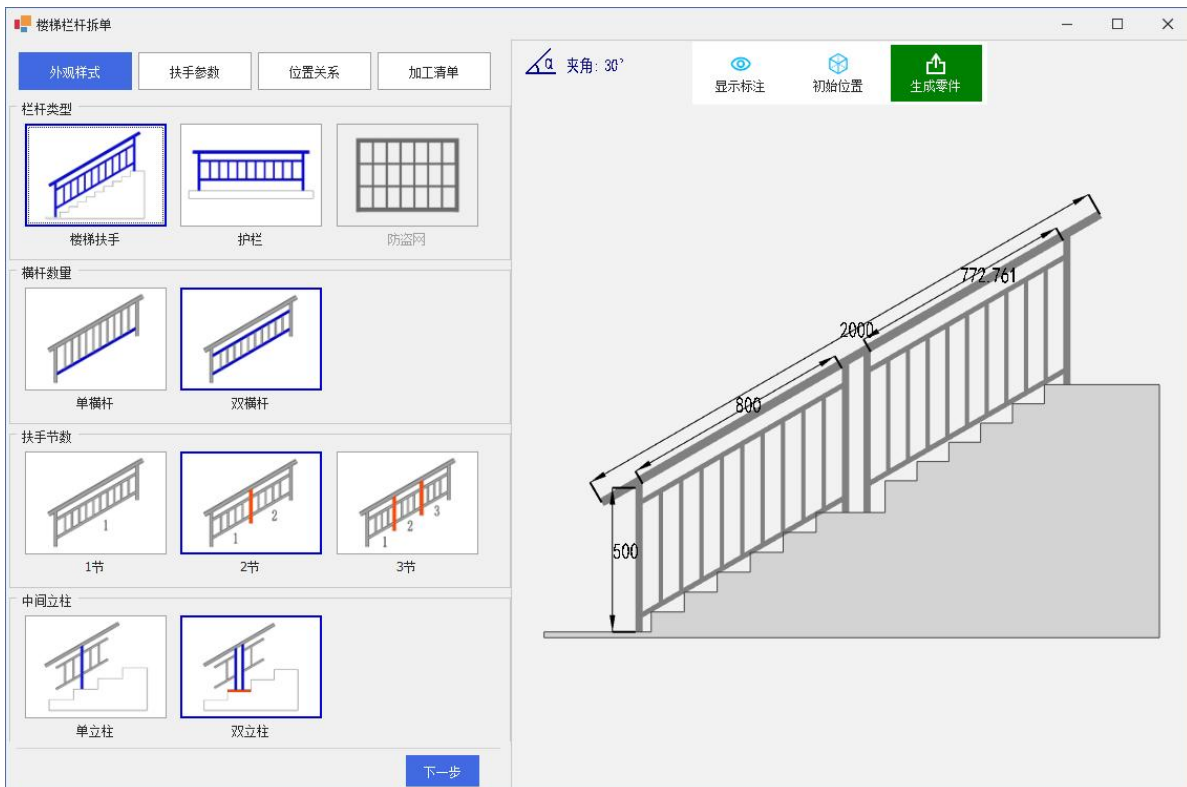 楼梯栏杆拆单
外观样式
扶手参数
位置关系
加工清单
栏杆类型
楼梯扶手
护栏
防盗网
横杆数量
单横杆
双横杆
扶手节数
1
1
2
1
2
3
1节
2节
3节
中间立柱
单立柱
双立柱
下一步
α 夹角: 30°
显示标注
初始位置
生成零件
772.761
2000
800
500